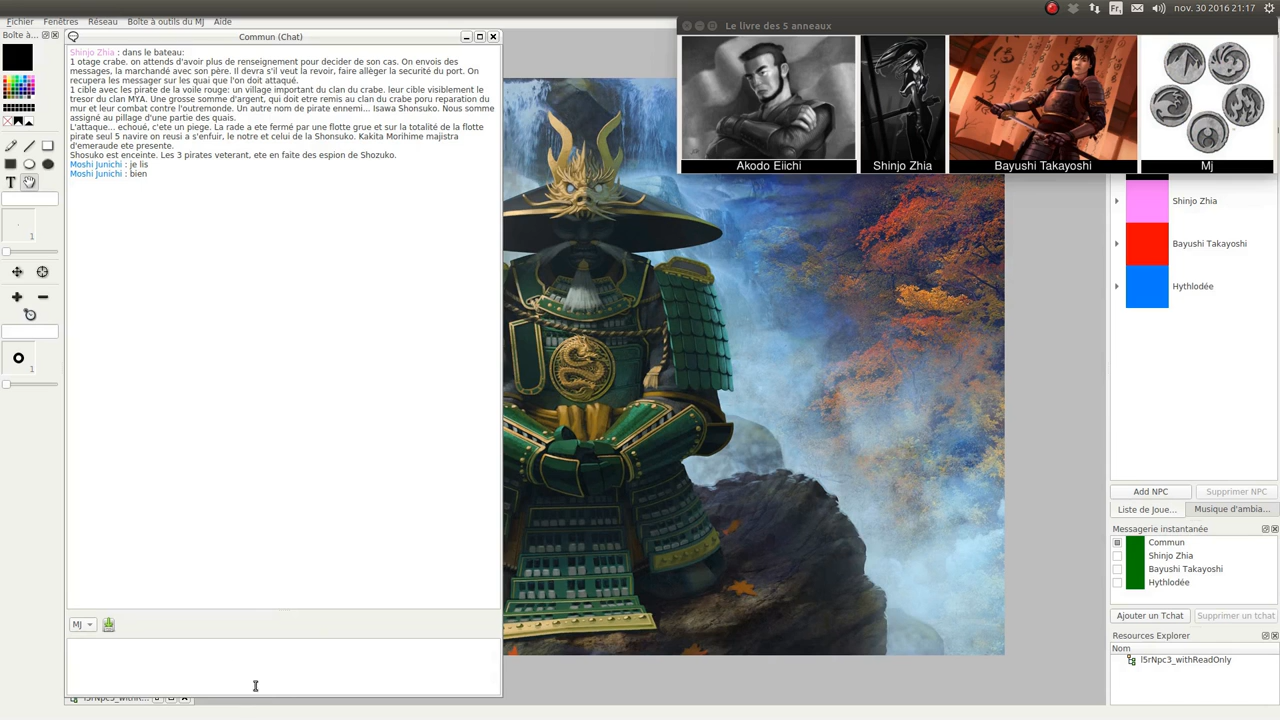 nov. 30 2016 21:17
Fr
Fichier Fenêtres Réseau Boîte à outils du MJ Aide
Boîte à...
Commun (Chat)
Shinjo Zhia : dans le bateau:
1 otage crabe. on attends d'avoir plus de renseignement pour decider de son cas. On envois des
messages, la marchandé avec son père. Il devra s'il veut la revoir, faire allèger la securité du port. On
recupera les messager sur les quai que l'on doit attaqué.
1 cible avec les pirate de la voile rouge: un village important du clan du crabe. leur cible visiblement le
tresor du clan MYA. Une grosse somme d'argent, qui doit etre remis au clan du crabe poru reparation du
mur et leur combat contre l'outremonde. Un autre nom de pirate ennemi... Isawa Shonsuko. Nous somme
assigné au pillage d'une partie des quais.
L'attaque... echoué, c'ete un piege. La rade a ete fermé par une flotte grue et sur la totalité de la flotte
pirate seul 5 navire on reusi a s'enfuir, le notre et celui de la Shonsuko. Kakita Morihime majistra
d'emeraude ete presente.
Shosuko est enceinte. Les 3 pirates veterant, ete en faite des espion de Shozuko.
Moshi Junichi : je lis
Moshi Junichi : bien
1
1
MJ
l5rNpc3_withR...
Le livre des 5 anneaux
Akodo Eiichi
Shinjo Zhia
Bayushi Takayoshi
Mj
Shinjo Zhia
Bayushi Takayoshi
Hythlodée
Add NPC
Supprimer NPC
Liste de Joue...
Musique d'ambia...
Messagerie instantanée
Commun
Shinjo Zhia
Bayushi Takayoshi
Hythlodée
Ajouter un Tchat
Supprimer un tchat
Resources Explorer
Nom
l5rNpc3_withReadOnly